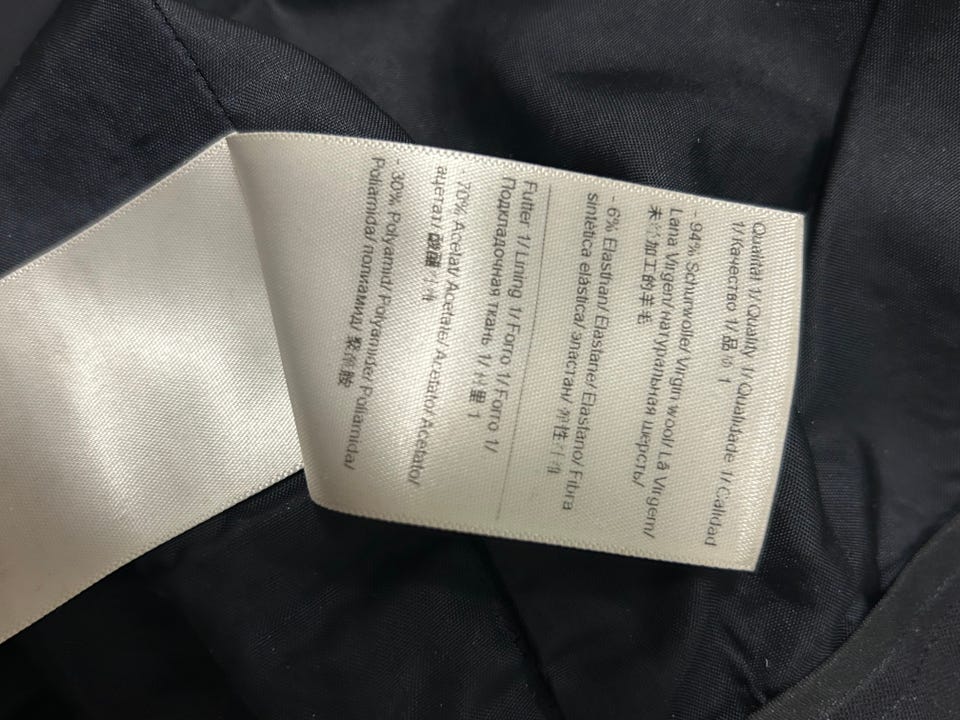 Qualität 1/ Quality 1/ Qualidade 1/ Calidad
1/ Качество 1/ 品 1
- 94% Schurwolle/ Virgin wool/ Lã Virgem/
Lana Virgen/ натуральная шерсть/
未 加工的羊毛
- 6% Elasthan/ Elastane/ Elastano/ Fibra
sintética elástica/ эластан/ 性
Futter 1/ Lining 1/ Forro 1/ Forro 1/
Подкладочная ткань 1/ 里 1
- 70% Acetat/ Acetate/ Acetato/ Acetato/
ацетат/
- 30% Polyamid/ Polyamide/ Poliamida/
Poliamida/ полиамид/